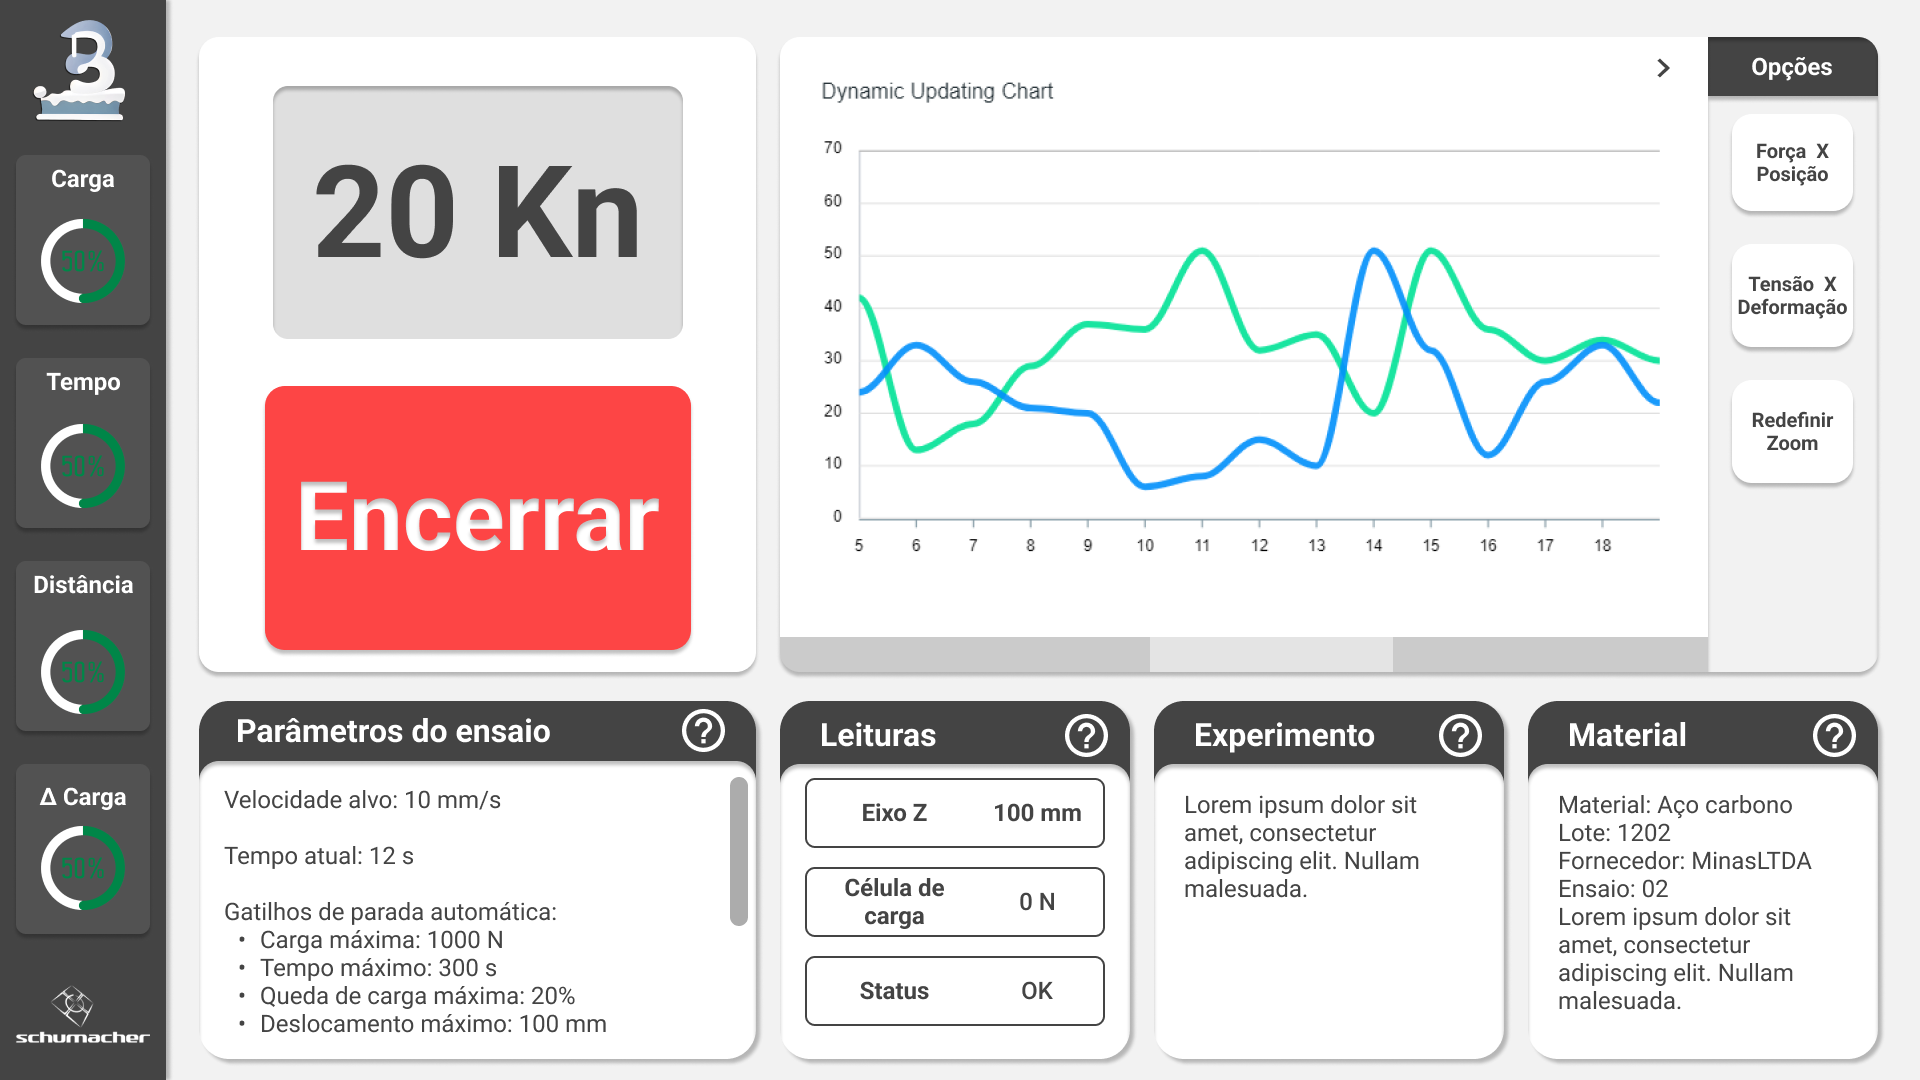 Carga
50%
Tempo
50%
Distância
50%
Δ Carga
50%
schumacher
20 Kn
Encerrar
Dynamic Updating Chart
70
60
50
40
30
20
10
0
5 6 7 8 9 10 11 12 13 14 15 16 17 18
Opções
Força X
Posição
Tensão X
Deformação
Redefinir
Zoom
Parâmetros do ensaio ?
Velocidade alvo: 10 mm/s
Tempo atual: 12 s
Gatilhos de parada automática:
• Carga máxima: 1000 N
• Tempo máximo: 300 s
• Queda de carga máxima: 20%
• Deslocamento máximo: 100 mm
Leituras ?
Eixo Z 100 mm
Célula de
carga 0 N
Status OK
Experimento ?
Lorem ipsum dolor sit
amet, consectetur
adipiscing elit. Nullam
malesuada.
Material ?
Material: Aço carbono
Lote: 1202
Fornecedor: MinasLTDA
Ensaio: 02
Lorem ipsum dolor sit
amet, consectetur
adipiscing elit. Nullam
malesuada.